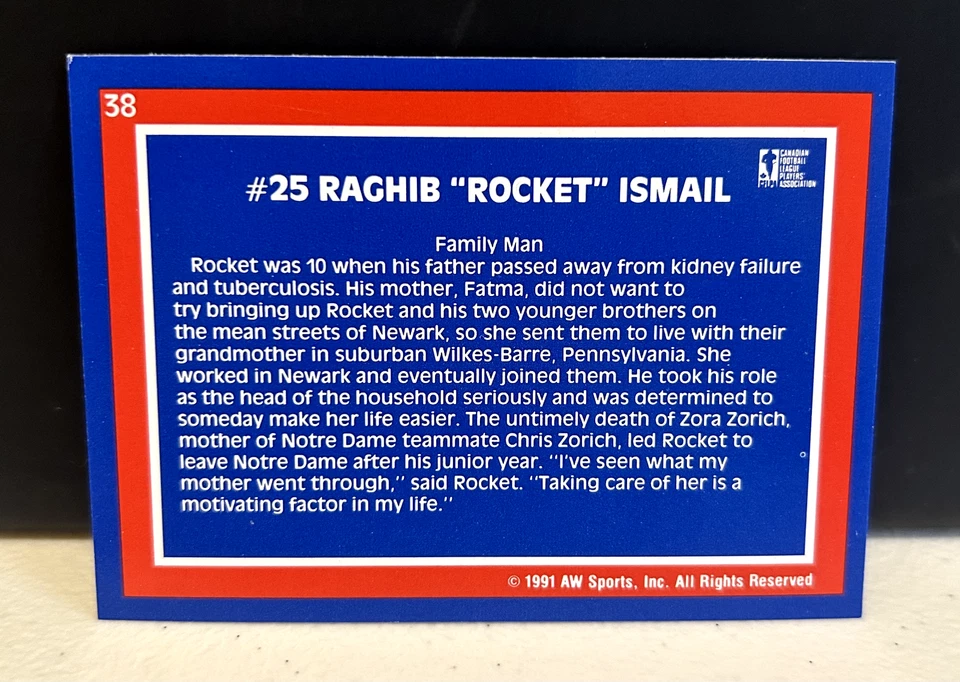 38
CANADIAN
FOOTBALL
LEAGUE
PLAYERS'
ASSOCIATION
#25 RAGHIB "ROCKET" ISMAIL
Family Man
Rocket was 10 when his father passed away from kidney failure
and tuberculosis. His mother, Fatma, did not want to
try bringing up Rocket and his two younger brothers on
the mean streets of Newark, so she sent them to live with their
grandmother in suburban Wilkes-Barre, Pennsylvania. She
worked in Newark and eventually joined them. He took his role
as the head of the household seriously and was determined to
someday make her life easier. The untimely death of Zora Zorich,
mother of Notre Dame teammate Chris Zorich, led Rocket to
leave Notre Dame after his junior year. "I've seen what my
mother went through," said Rocket. "Taking care of her is a
motivating factor in my life."
© 1991 AW Sports, Inc. All Rights Reserved